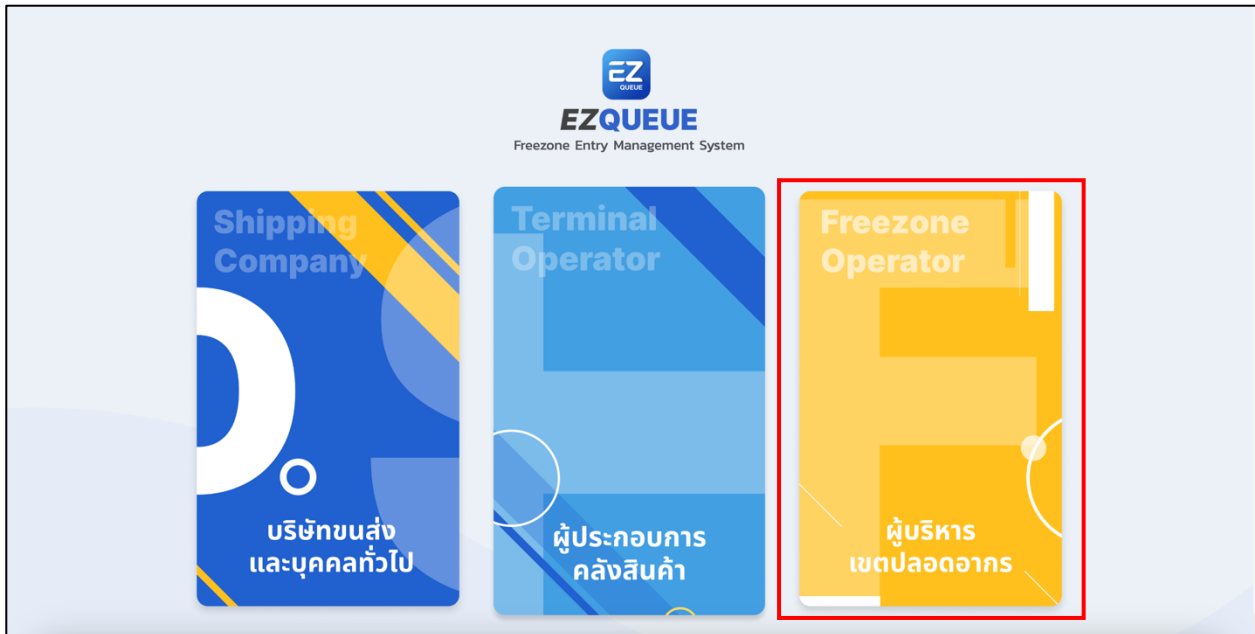 EZ
QUEUE
EZQUEUE
Freezone Entry Management System
Shipping
Company
บริษัทขนส่ง
และบุคคลทั่วไป
Terminal
Operator
ผู้ประกอบการ
คลังสินค้า
Freezone
Operator
ผู้บริหาร
เขตปลอดอากร